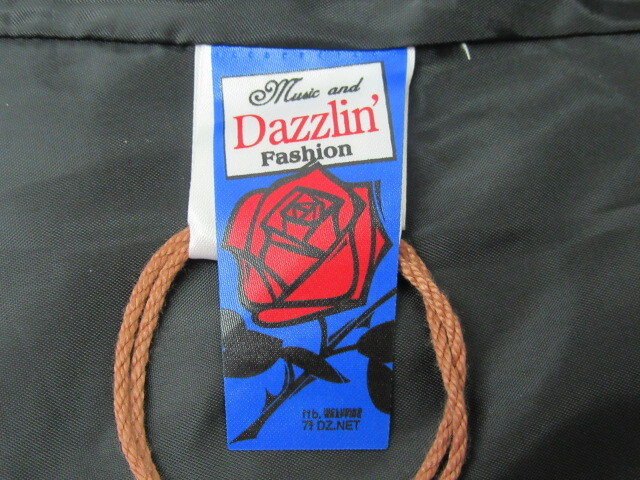 Music and
Dazzlin'
Fashion
DZ.NET